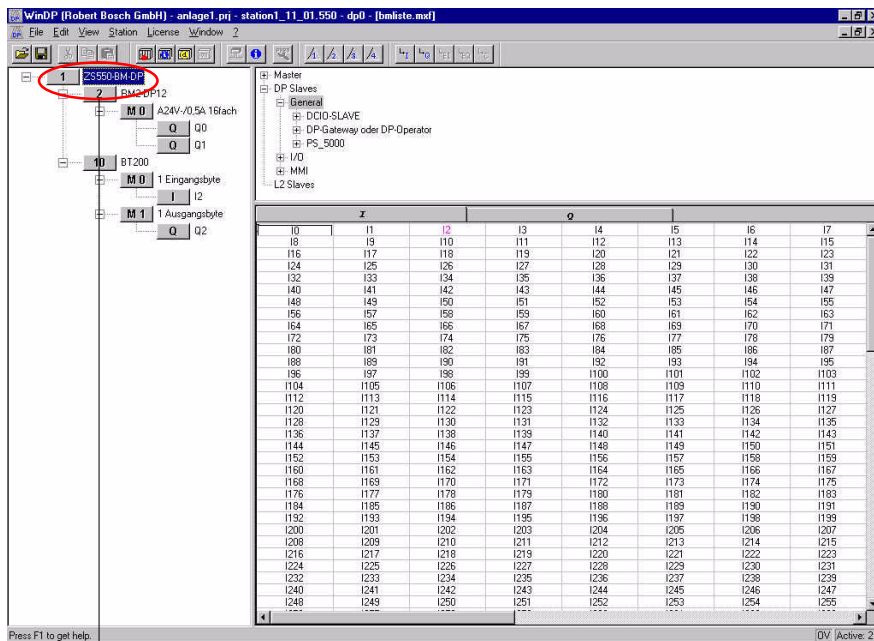 WinDP (Robert Bosch GmbH) - anlage1.prj - station1_11_01.550 - dp0 - [bmliste.mxf]
File Edit View Station License Window ?
1 ZS550-BM-DP
2 BM2-DP12
M 0 A24V-/0,5A 16fach
Q Q0
Q Q1
10 BT200
M 0 1 Eingangsbyte
I I2
M 1 1 Ausgangsbyte
Q Q2
Master
DP Slaves
General
DCIO-SLAVE
DP-Gateway oder DP-Operator
PS_5000
I/O
MMI
L2 Slaves
I Q
I0 I1 I2 I3 I4 I5 I6 I7
I8 I9 I10 I11 I12 I13 I14 I15
I16 I17 I18 I19 I20 I21 I22 I23
I24 I25 I26 I27 I28 I29 I30 I31
I32 I33 I34 I35 I36 I37 I38 I39
I40 I41 I42 I43 I44 I45 I46 I47
I48 I49 I50 I51 I52 I53 I54 I55
I56 I57 I58 I59 I60 I61 I62 I63
I64 I65 I66 I67 I68 I69 I70 I71
I72 I73 I74 I75 I76 I77 I78 I79
I80 I81 I82 I83 I84 I85 I86 I87
I88 I89 I90 I91 I92 I93 I94 I95
I96 I97 I98 I99 I100 I101 I102 I103
I104 I105 I106 I107 I108 I109 I110 I111
I112 I113 I114 I115 I116 I117 I118 I119
I120 I121 I122 I123 I124 I125 I126 I127
I128 I129 I130 I131 I132 I133 I134 I135
I136 I137 I138 I139 I140 I141 I142 I143
I144 I145 I146 I147 I148 I149 I150 I151
I152 I153 I154 I155 I156 I157 I158 I159
I160 I161 I162 I163 I164 I165 I166 I167
I168 I169 I170 I171 I172 I173 I174 I175
I176 I177 I178 I179 I180 I181 I182 I183
I184 I185 I186 I187 I188 I189 I190 I191
I192 I193 I194 I195 I196 I197 I198 I199
I200 I201 I202 I203 I204 I205 I206 I207
I208 I209 I210 I211 I212 I213 I214 I215
I216 I217 I218 I219 I220 I221 I222 I223
I224 I225 I226 I227 I228 I229 I230 I231
I232 I233 I234 I235 I236 I237 I238 I239
I240 I241 I242 I243 I244 I245 I246 I247
I248 I249 I250 I251 I252 I253 I254 I255
Press F1 to get help. OV Active: 2